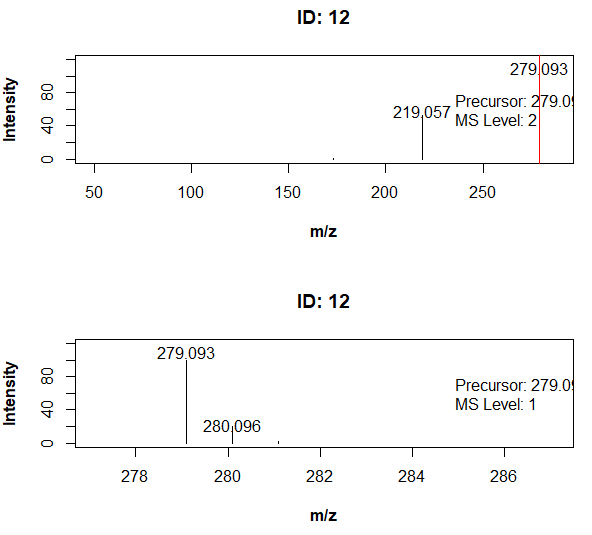 ID: 12
279.093
219.057
Precursor: 279.09
MS Level: 2
Intensity
0
40
80
50
100
150
200
250
m/z
ID: 12
279.093
280.096
Precursor: 279.09
MS Level: 1
Intensity
0
40
80
278
280
282
284
286
m/z